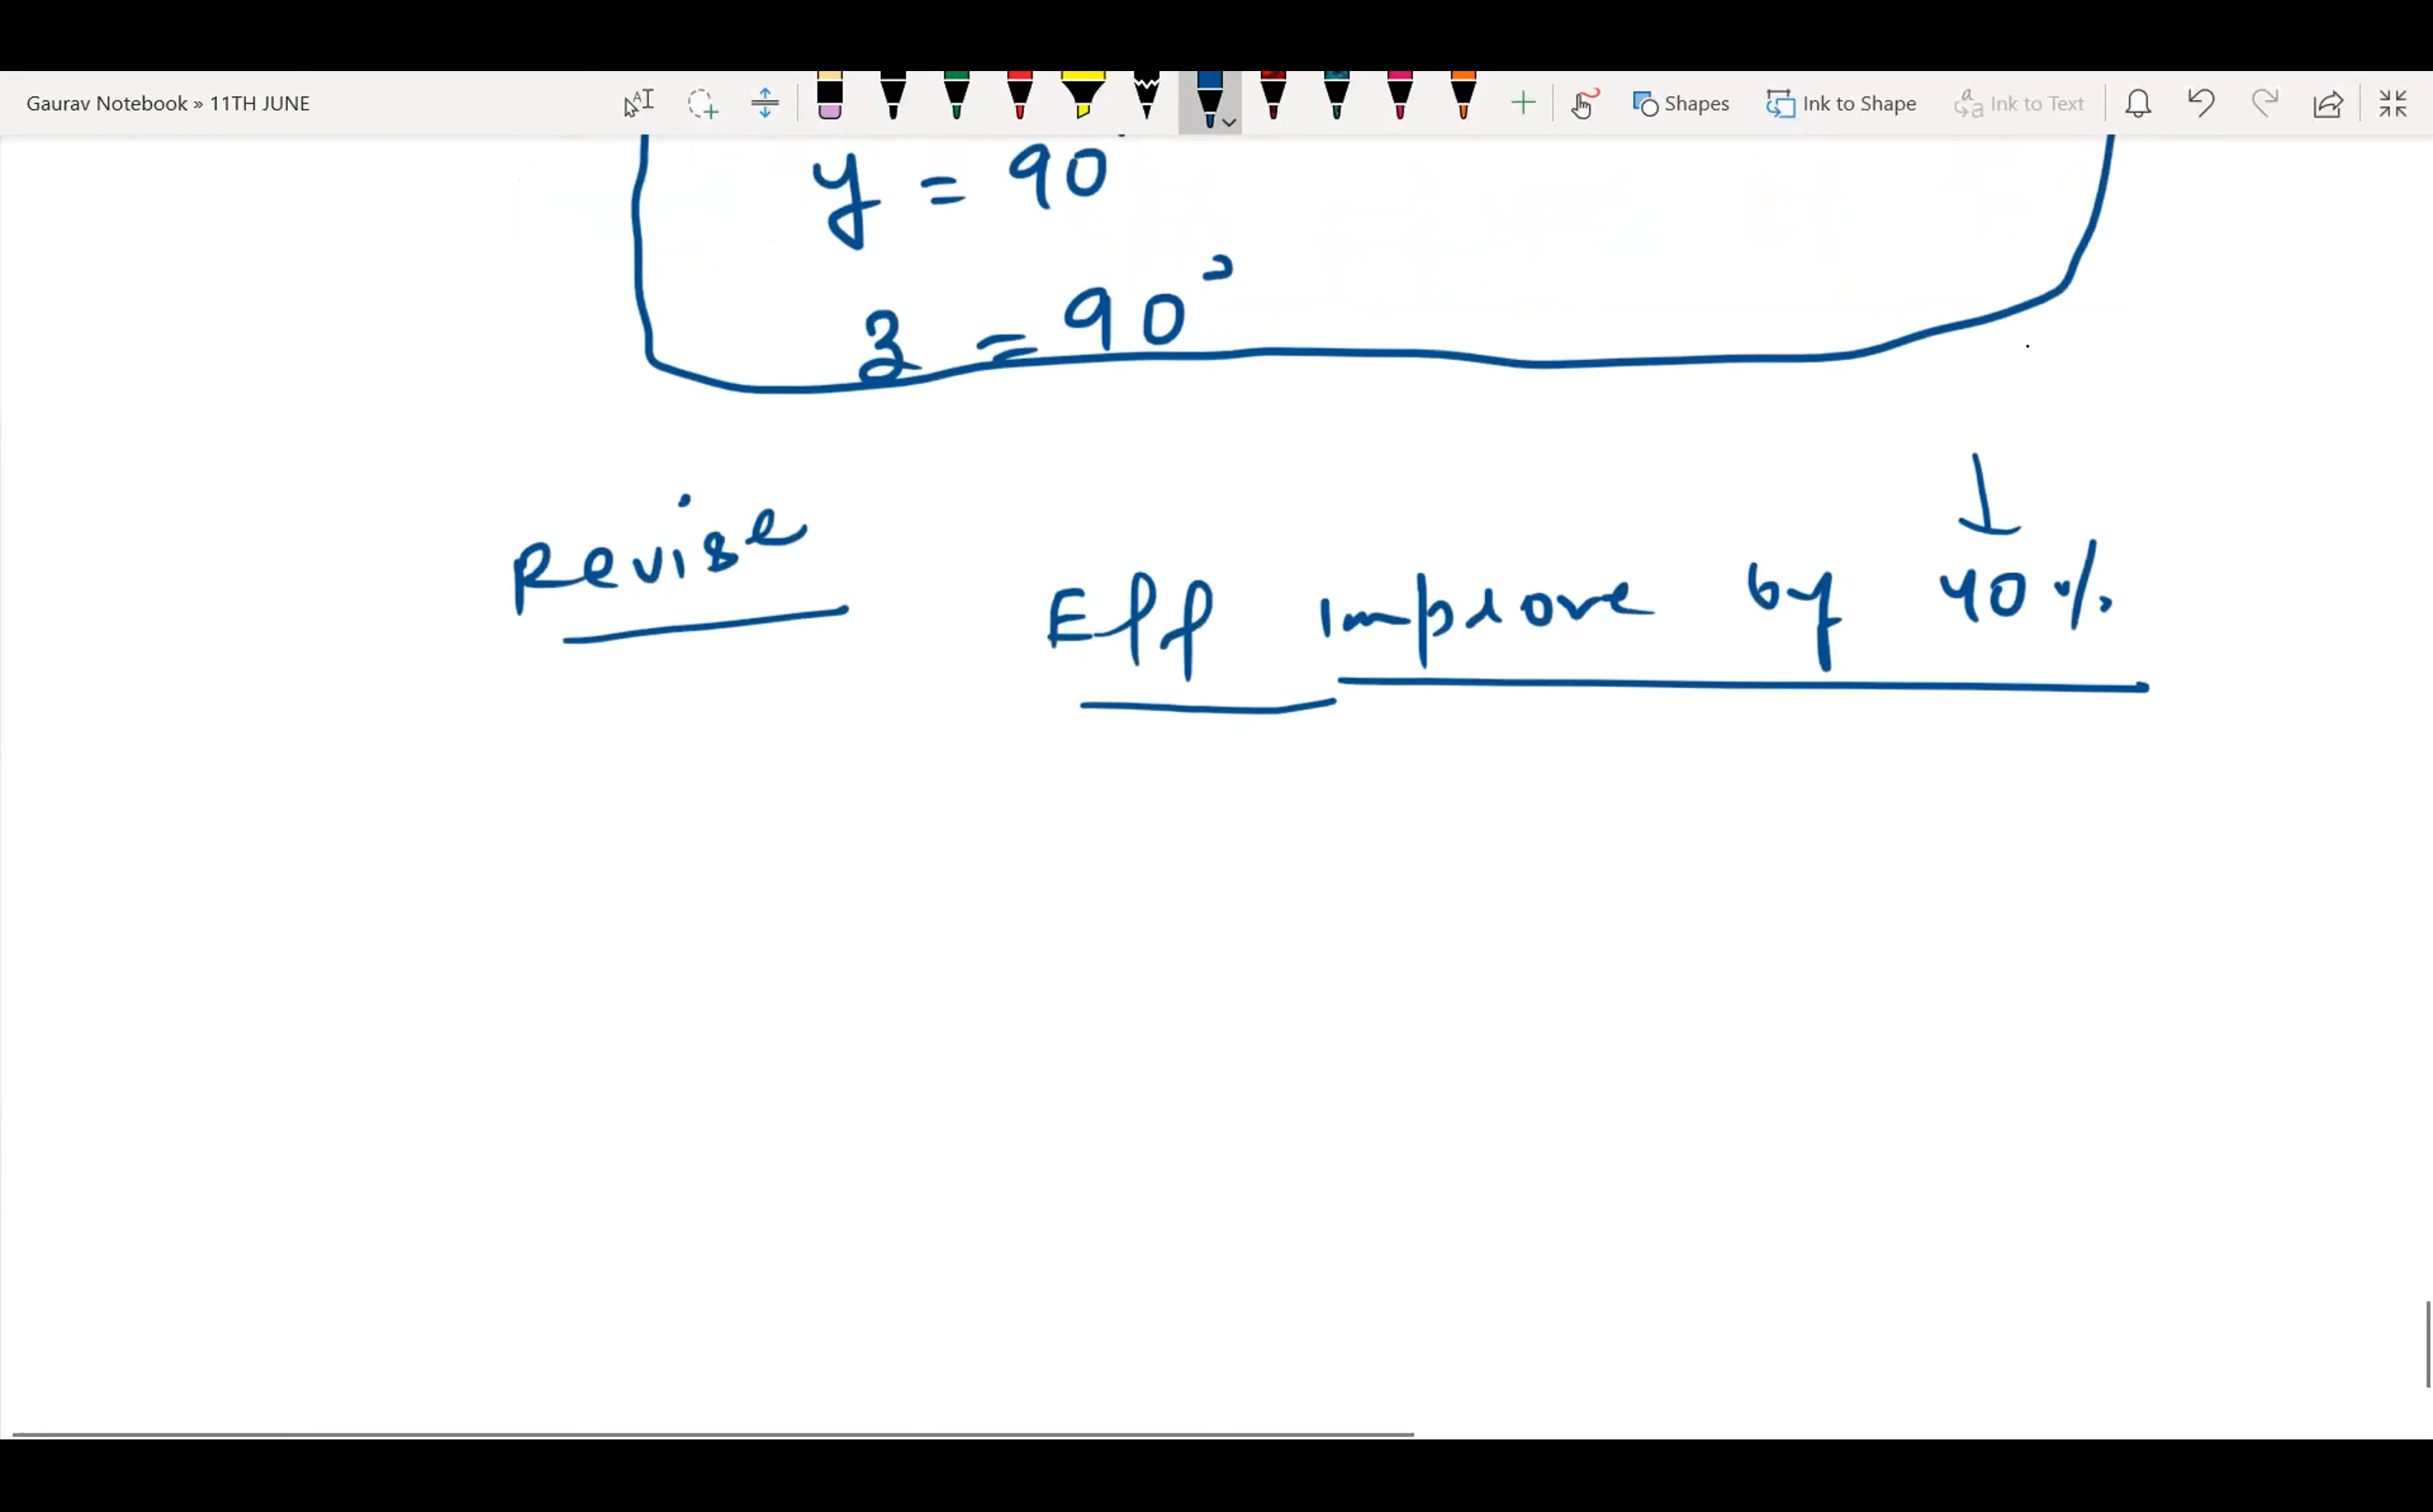 Gaurav Notebook » 11TH JUNE Shapes Ink to Shape Ink to Text
y = 90°
z = 90°
Revise
Eff Improve by 40%